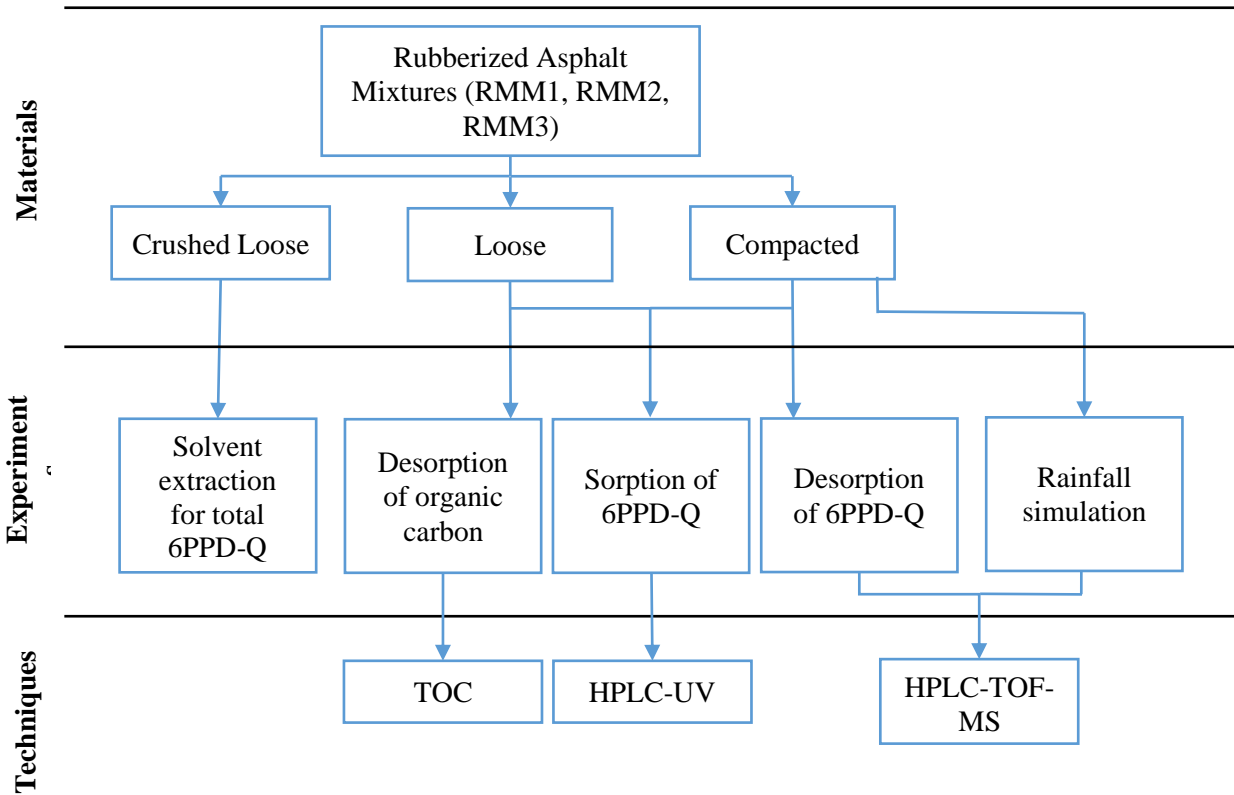 Materials
Rubberized Asphalt
Mixtures (RMM1, RMM2,
RMM3)
Crushed Loose
Loose
Compacted
Experiment
Solvent
extraction
for total
6PPD-Q
Desorption
of organic
carbon
Sorption of
6PPD-Q
Desorption
of 6PPD-Q
Rainfall
simulation
Techniques
TOC
HPLC-UV
HPLC-TOF-
MS